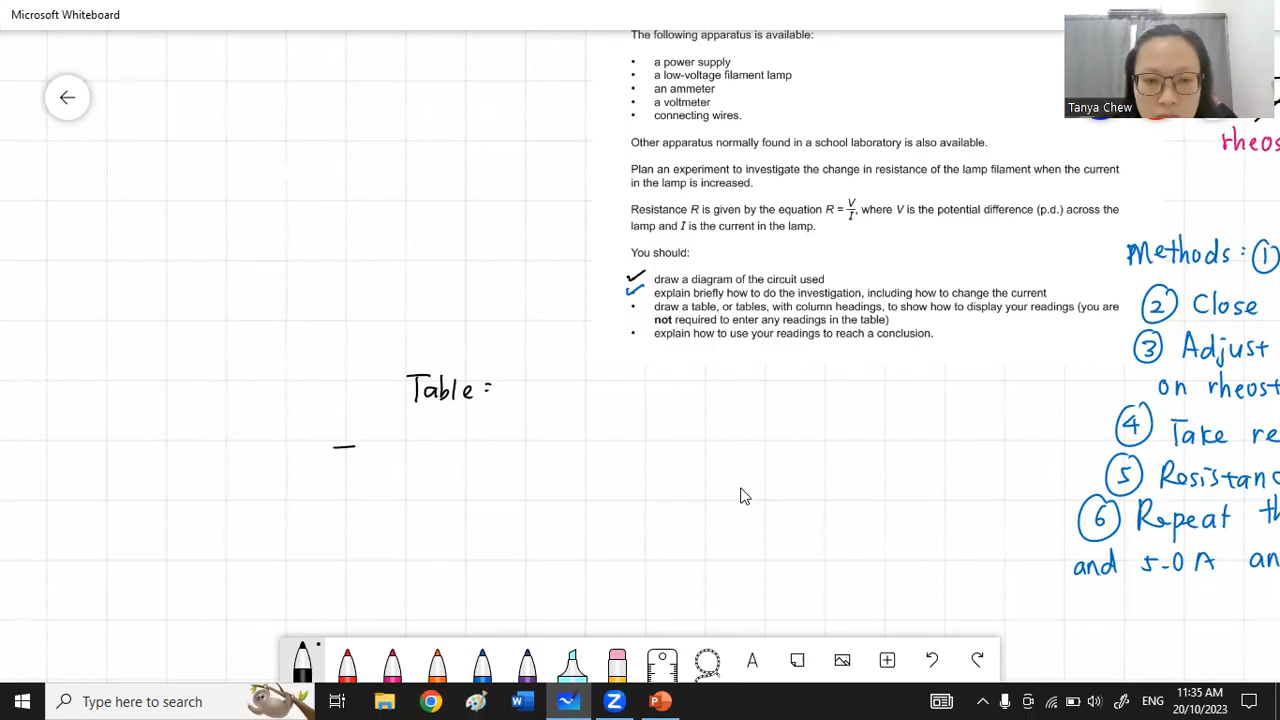 Microsoft Whiteboard
The following apparatus is available:
• a power supply
• a low-voltage filament lamp
• an ammeter
• a voltmeter
• connecting wires.
Other apparatus normally found in a school laboratory is also available.
Plan an experiment to investigate the change in resistance of the lamp filament when the current
in the lamp is increased.
Resistance R is given by the equation R = V/I, where V is the potential difference (p.d.) across the
lamp and I is the current in the lamp.
You should:
draw a diagram of the circuit used
explain briefly how to do the investigation, including how to change the current
• draw a table, or tables, with column headings, to show how to display your readings (you are
not required to enter any readings in the table)
• explain how to use your readings to reach a conclusion.
Tanya Chew
rheos
Methods: ①
② Close
③ Adjust
on rheost
④ Take re
⑤ Resistanc
⑥ Repeat th
and 5.0 A an
Table:
A
Type here to search
ENG
11:35 AM
20/10/2023